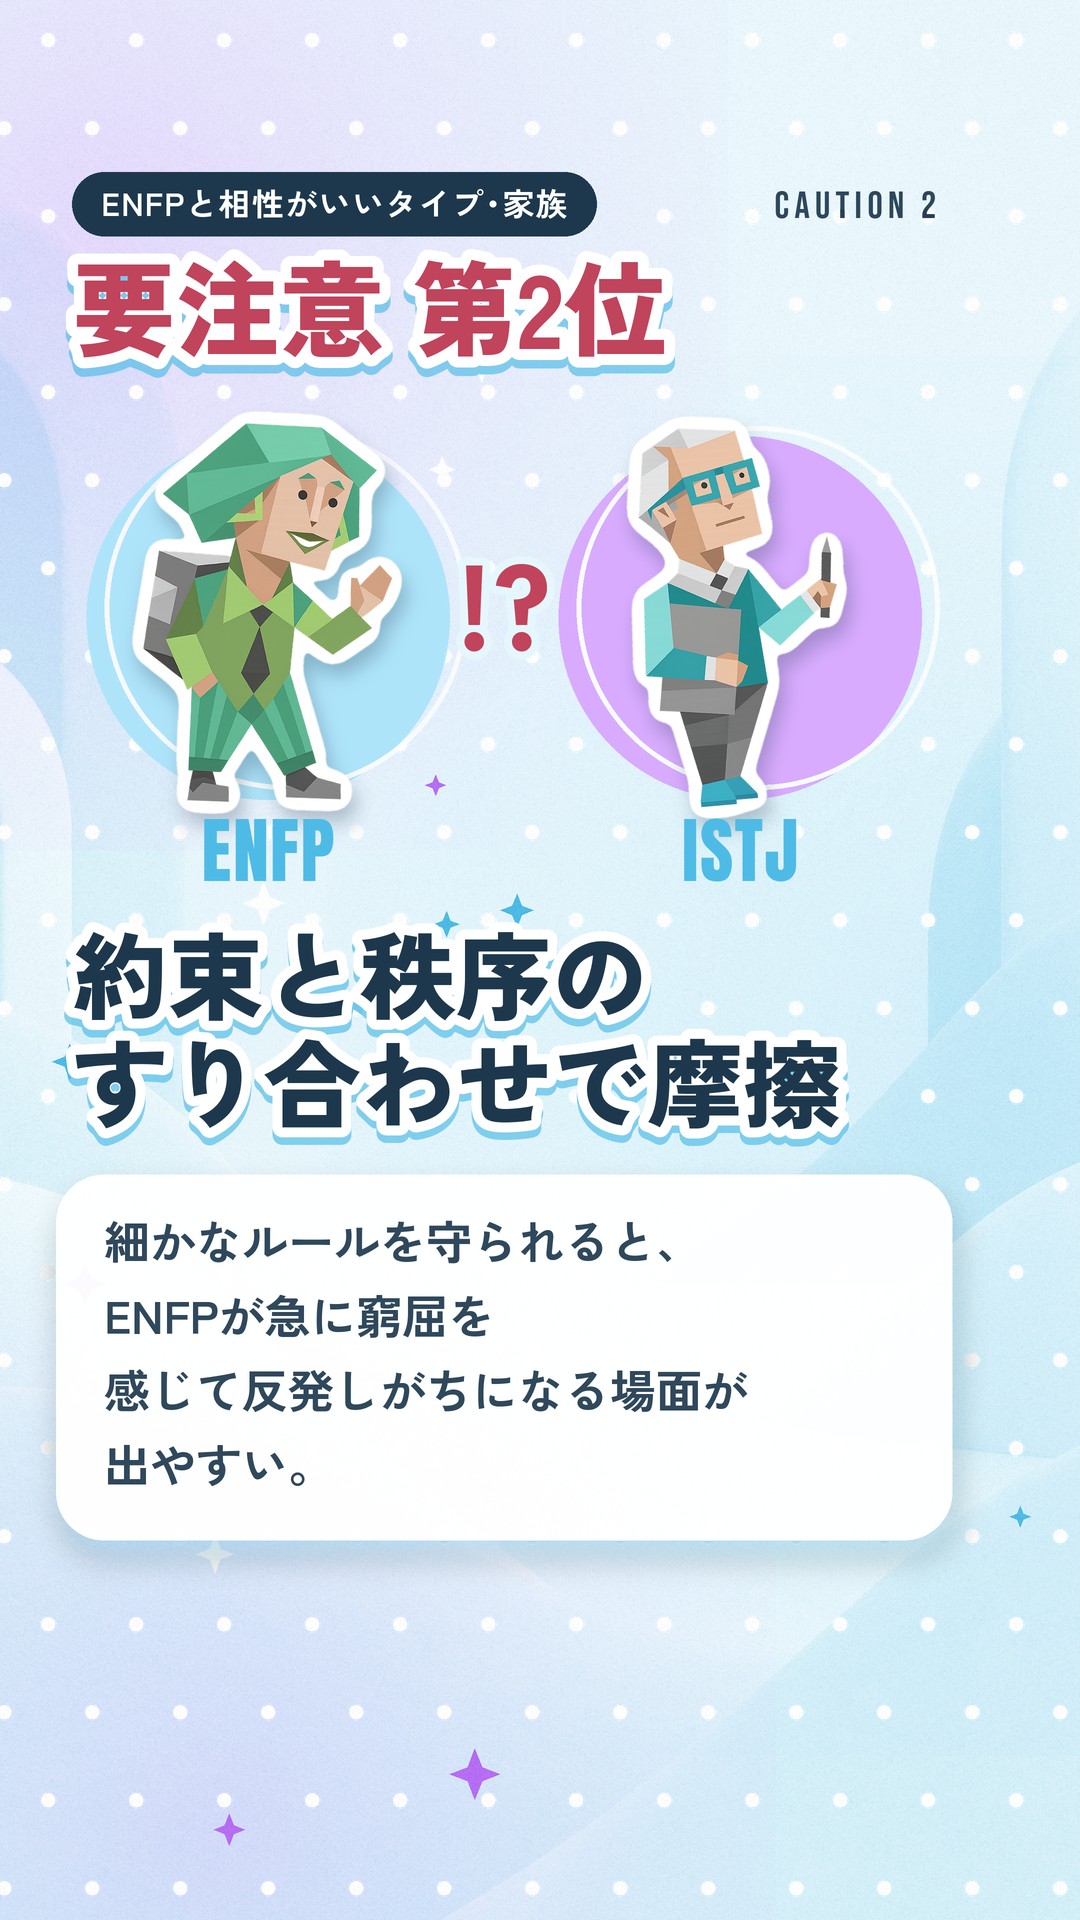 ENFPと相性がいいタイプ・家族
CAUTION 2
要注意 第2位
!?
ENFP
ISTJ
約束と秩序の
すり合わせで摩擦
細かなルールを守られると、
ENFPが急に窮屈を
感じて反発しがちになる場面が
出やすい。